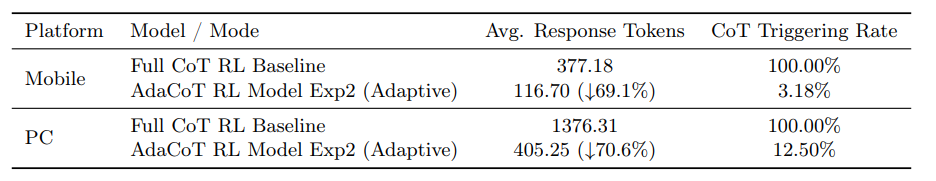 Platform Model / Mode Avg. Response Tokens CoT Triggering Rate
Mobile Full CoT RL Baseline 377.18 100.00%
AdaCoT RL Model Exp2 (Adaptive) 116.70 (↓69.1%) 3.18%
PC Full CoT RL Baseline 1376.31 100.00%
AdaCoT RL Model Exp2 (Adaptive) 405.25 (↓70.6%) 12.50%